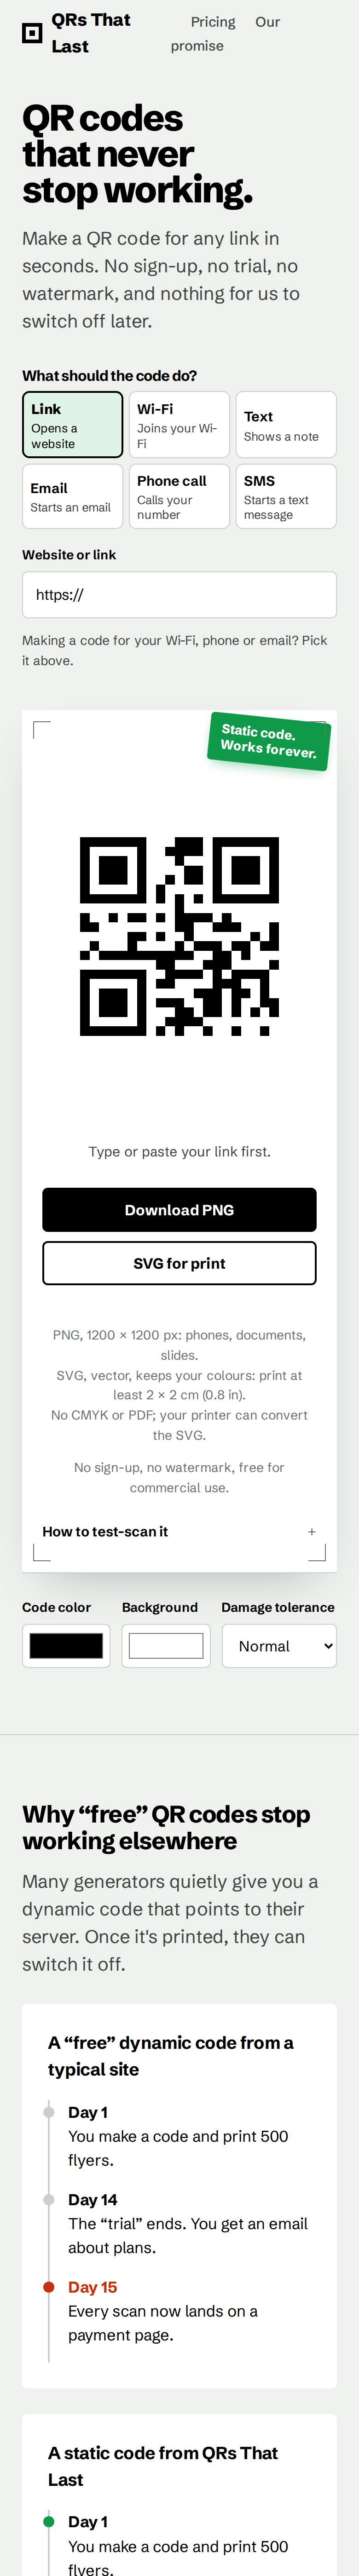 QRs That
Last
Pricing
Our
promise
QR codes
that never
stop working.
Make a QR code for any link in
seconds. No sign-up, no trial, no
watermark, and nothing for us to
switch off later.
What should the code do?
Link
Opens a
website
Wi-Fi
Joins your Wi-
Fi
Text
Shows a note
Email
Starts an email
Phone call
Calls your
number
SMS
Starts a text
message
Website or link
https://
Making a code for your Wi-Fi, phone or email? Pick
it above.
Static code.
Works forever.
Type or paste your link first.
Download PNG
SVG for print
PNG, 1200 × 1200 px: phones, documents,
slides.
SVG, vector, keeps your colours: print at
least 2 × 2 cm (0.8 in).
No CMYK or PDF; your printer can convert
the SVG.
No sign-up, no watermark, free for
commercial use.
How to test-scan it
+
Code color
Background
Damage tolerance
Normal
Why “free” QR codes stop
working elsewhere
Many generators quietly give you a
dynamic code that points to their
server. Once it's printed, they can
switch it off.
A “free” dynamic code from a
typical site
Day 1
You make a code and print 500
flyers.
Day 14
The “trial” ends. You get an email
about plans.
Day 15
Every scan now lands on a
payment page.
A static code from QRs That
Last
Day 1
You make a code and print 500
flyers.